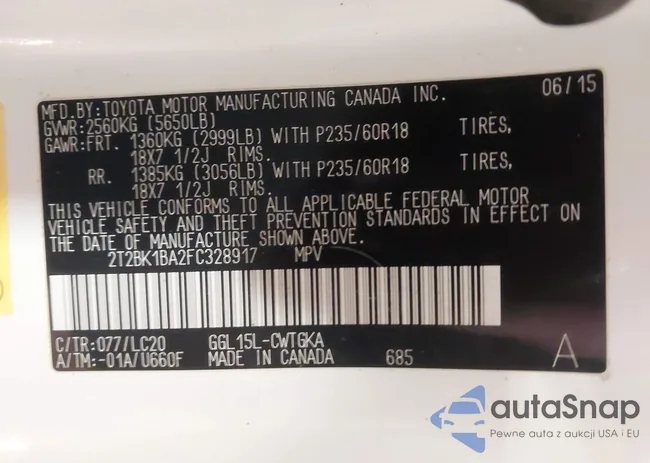 MFD.BY:TOYOTA MOTOR MANUFACTURING CANADA INC. 06/15
GVWR:2560KG (5650LB)
GAWR:FRT. 1360KG (2999LB) WITH P235/60R18 TIRES,
18X7 1/2J RIMS.
RR. 1385KG (3056LB) WITH P235/60R18 TIRES,
18X7 1/2J RIMS.
THIS VEHICLE CONFORMS TO ALL APPLICABLE FEDERAL MOTOR
VEHICLE SAFETY AND THEFT PREVENTION STANDARDS IN EFFECT ON
THE DATE OF MANUFACTURE SHOWN ABOVE.
2T2BK1BA2FC328917 MPV
C/TR:077/LC20 GGL15L-CWTGKA
A/TM:-01A/U660F MADE IN CANADA 685 A
autaSnap
Pewne auta z aukcji USA i EU